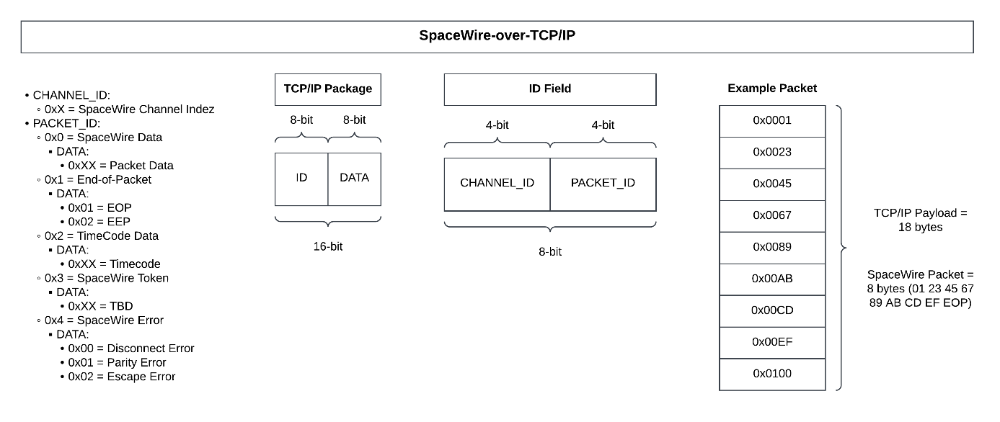 SpaceWire-over-TCP/IP
• CHANNEL_ID:
◦ 0xX = SpaceWire Channel Indez
• PACKET_ID:
◦ 0x0 = SpaceWire Data
▪ DATA:
• 0xXX = Packet Data
◦ 0x1 = End-of-Packet
▪ DATA:
• 0x01 = EOP
• 0x02 = EEP
◦ 0x2 = TimeCode Data
▪ DATA:
• 0xXX = Timecode
◦ 0x3 = SpaceWire Token
▪ DATA:
• 0xXX = TBD
◦ 0x4 = SpaceWire Error
▪ DATA:
• 0x00 = Disconnect Error
• 0x01 = Parity Error
• 0x02 = Escape Error
TCP/IP Package
8-bit 8-bit
ID DATA
16-bit
ID Field
4-bit 4-bit
CHANNEL_ID PACKET_ID
8-bit
Example Packet
0x0001
0x0023
0x0045
0x0067
0x0089
0x00AB
0x00CD
0x00EF
0x0100
TCP/IP Payload =
18 bytes
SpaceWire Packet =
8 bytes (01 23 45 67
89 AB CD EF EOP)